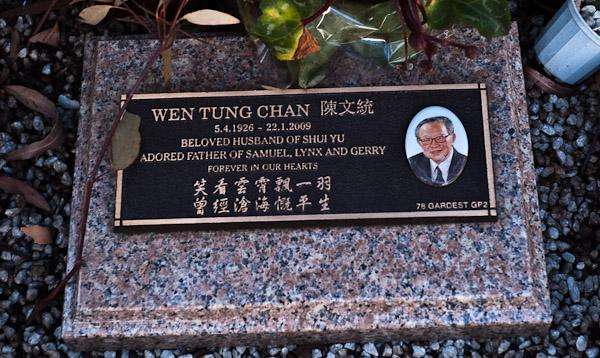 WEN TUNG CHAN 陳文統
5.4.1926 - 22.1.2009
BELOVED HUSBAND OF SHUI YU
ADORED FATHER OF SAMUEL, LYNX AND GERRY
FOREVER IN OUR HEARTS
笑看雲霄飄一羽
曾經滄海慨平生
78 GARDEST GP2